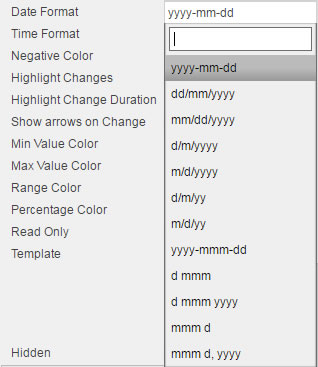 Date Format yyyy-mm-dd
Time Format
Negative Color
Highlight Changes
Highlight Change Duration
Show arrows on Change
Min Value Color
Max Value Color
Range Color
Percentage Color
Read Only
Template
Hidden
yyyy-mm-dd
dd/mm/yyyy
mm/dd/yyyy
d/m/yyyy
m/d/yyyy
d/m/yy
m/d/yy
yyyy-mmm-dd
d mmm
d mmm yyyy
mmm d
mmm d, yyyy